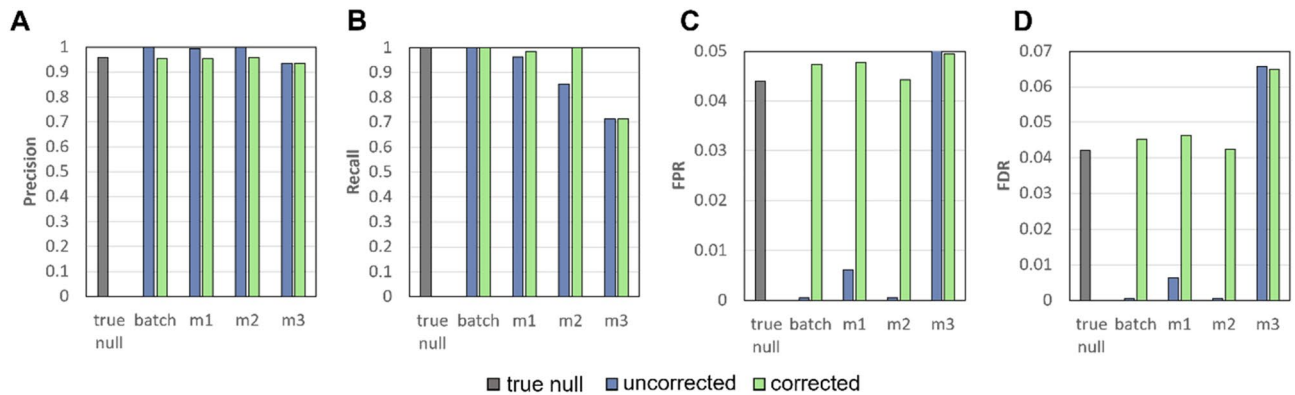 A
Precision
1
0.9
0.8
0.7
0.6
0.5
0.4
0.3
0.2
0.1
0
true null
batch
m1
m2
m3
B
Recall
1
0.9
0.8
0.7
0.6
0.5
0.4
0.3
0.2
0.1
0
true null
batch
m1
m2
m3
C
FPR
0.05
0.04
0.03
0.02
0.01
0
true null
batch
m1
m2
m3
D
FDR
0.07
0.06
0.05
0.04
0.03
0.02
0.01
0
true null
batch
m1
m2
m3
true null
uncorrected
corrected